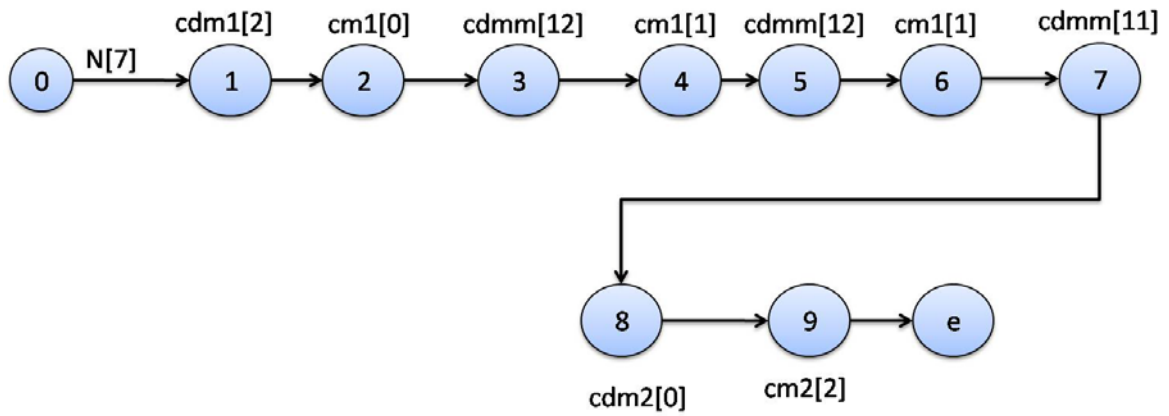 cdm1[2] cm1[0] cdmm[12] cm1[1] cdmm[12] cm1[1] cdmm[11]
0 N[7] 1 2 3 4 5 6 7
8 9 e
cdm2[0] cm2[2]